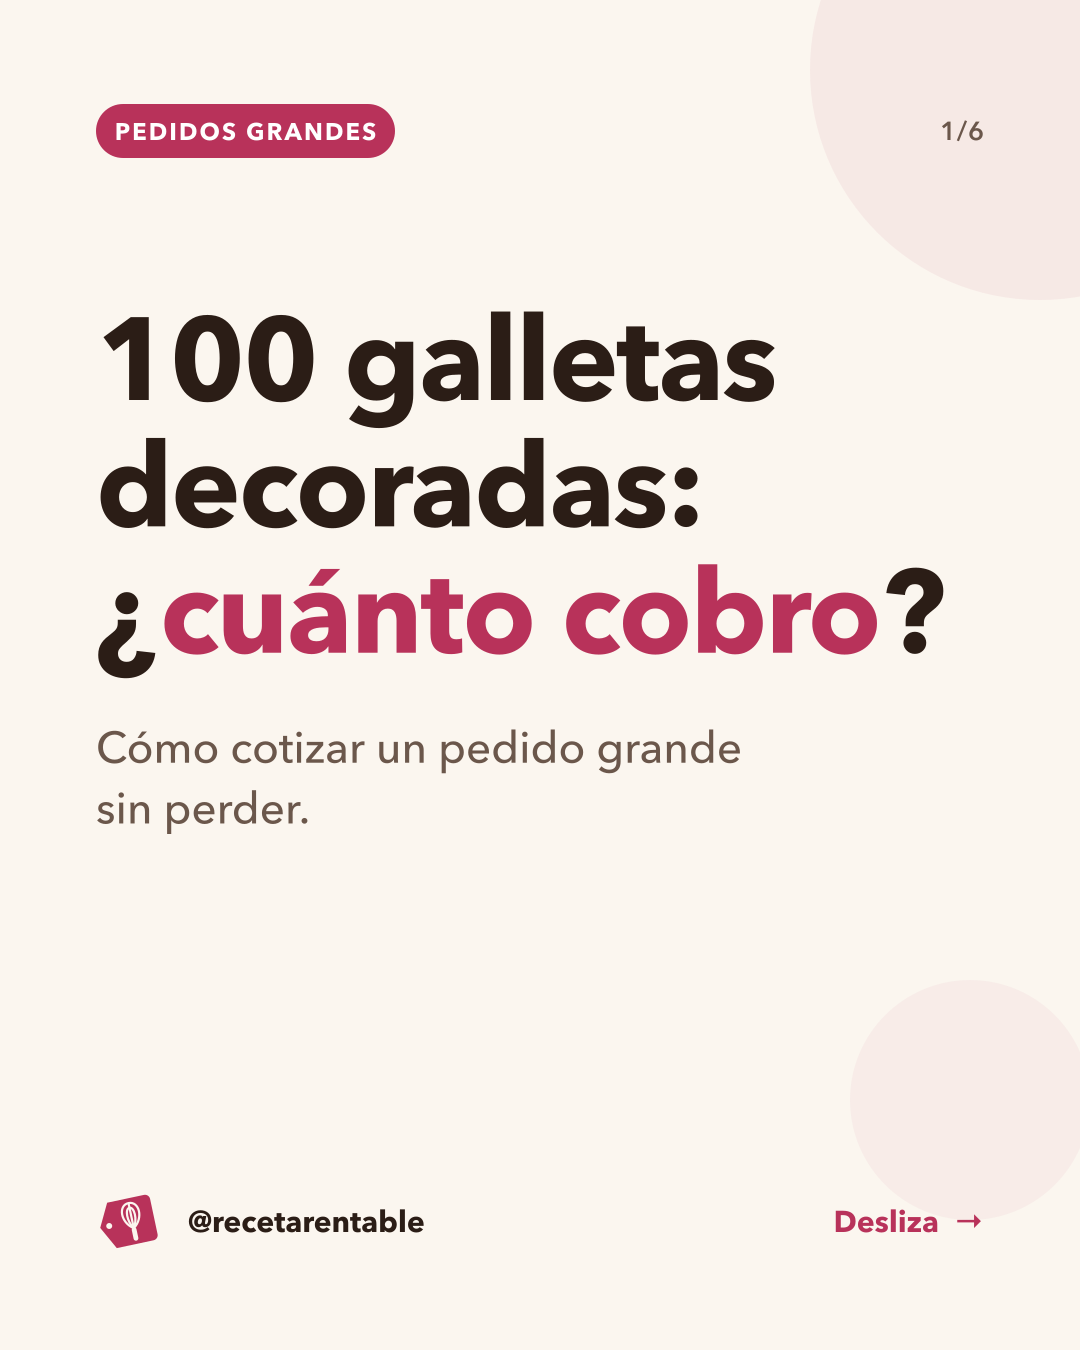 PEDIDOS GRANDES
1/6
100 galletas
decoradas:
¿cuánto cobro?
Cómo cotizar un pedido grande
sin perder.
@recetarentable
Desliza →